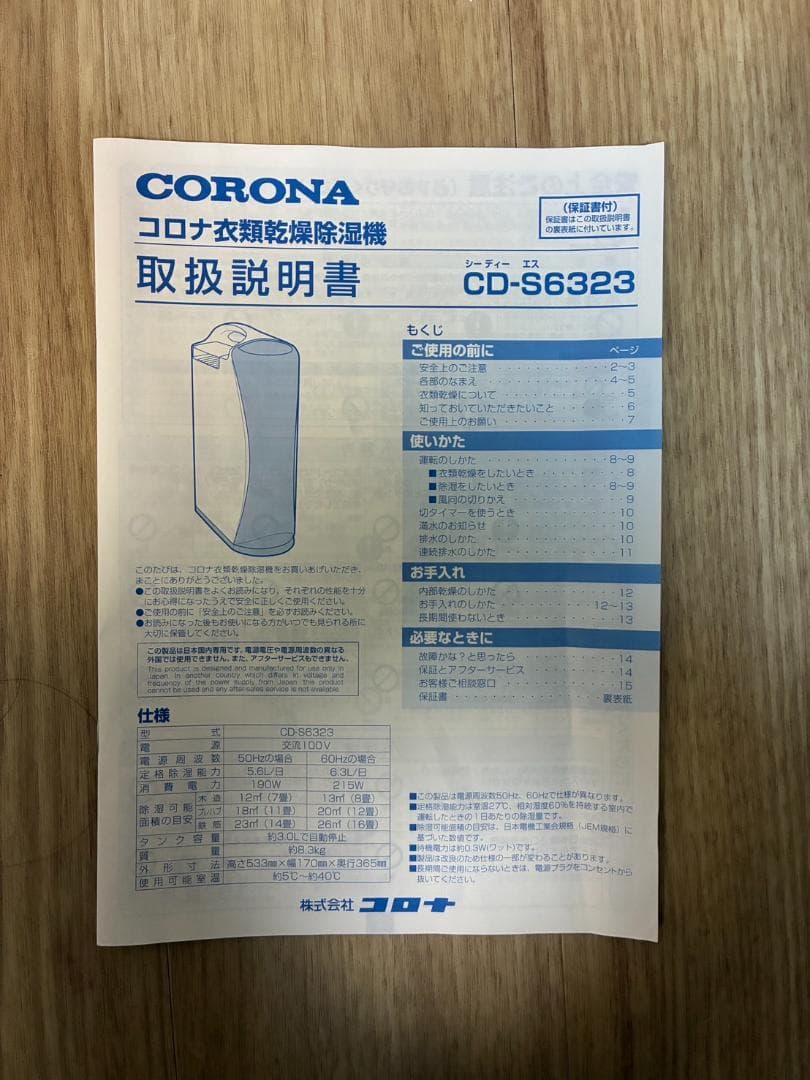 CORONA
コロナ衣類乾燥除湿機
取扱説明書
（保証書付）
保証書はこの取扱説明書
の裏表紙に付いています。
シー ディー エス
CD-S6323
もくじ
ご使用の前に ページ
安全上のご注意 ・・・・・・・・・・・・ 2〜3
各部のなまえ ・・・・・・・・・・・・・ 4〜5
衣類乾燥について ・・・・・・・・・・・・ 5
知っておいていただきたいこと ・・・・・・ 6
ご使用上のお願い ・・・・・・・・・・・・ 7
使いかた
運転のしかた ・・・・・・・・・・・・・ 8〜9
■衣類乾燥をしたいとき ・・・・・・・・・ 8
■除湿をしたいとき ・・・・・・・・・・ 8〜9
■風向の切りかえ ・・・・・・・・・・・・ 9
切タイマーを使うとき ・・・・・・・・・・ 10
満水のお知らせ ・・・・・・・・・・・・・ 10
排水のしかた ・・・・・・・・・・・・・・ 10
連続排水のしかた ・・・・・・・・・・・・ 11
お手入れ
内部乾燥のしかた ・・・・・・・・・・・・ 12
お手入れのしかた ・・・・・・・・・・ 12〜13
長期間使わないとき ・・・・・・・・・・・ 13
必要なときに
故障かな？と思ったら ・・・・・・・・・・ 14
保証とアフターサービス ・・・・・・・・・ 14
お客様ご相談窓口 ・・・・・・・・・・・・ 15
保証書 ・・・・・・・・・・・・・・ 裏表紙
このたびは、コロナ衣類乾燥除湿機をお買いあげいただき、
まことにありがとうございました。
●この取扱説明書をよくお読みになり、それぞれの性能を十分
にお心得になったうえで安全に正しくご使用ください。
●ご使用の前に「安全上のご注意」を必ずお読みください。
●お読みになった後もお使いになる方がいつでも見られる所に
大切に保管してください。
この製品は日本国内専用です。電源電圧や電源周波数の異なる
外国では使用できません。また、アフターサービスもできません。
This product is designed and manufactured for use only in
Japan. In another country which differs in voltage and
frequency of the power supply from Japan, this product
cannot be used and any after-sales service is not available.
仕様
型式 CD-S6323
電源 交流100V
電源周波数 50Hzの場合 60Hzの場合
定格除湿能力 5.6L/日 6.3L/日
消費電力 190W 215W
除湿可能面積の目安 木造 12㎡（7畳） 13㎡（8畳）
プレハブ 18㎡（11畳） 20㎡（12畳）
鉄筋 23㎡（14畳） 26㎡（16畳）
タンク容量 約3.0Lで自動停止
質量 約8.3kg
外形寸法 高さ533㎜×幅170㎜×奥行365㎜
使用可能室温 約5℃〜約40℃
■この製品は電源周波数50Hz、60Hzで仕様が異なります。
■定格除湿能力は室温27℃、相対湿度60％を持続する室内で
運転したときの1日あたりの除湿量です。
■除湿可能面積の目安は、日本電機工業会規格（JEM規格）に
基づいた数値です。
■待機電力は約0.3W（ワット）です。
■製品は改良のため仕様の一部が変わることがあります。
■長期間ご使用にならないときは、電源プラグをコンセントから
抜いてください。
株式会社 コロナ